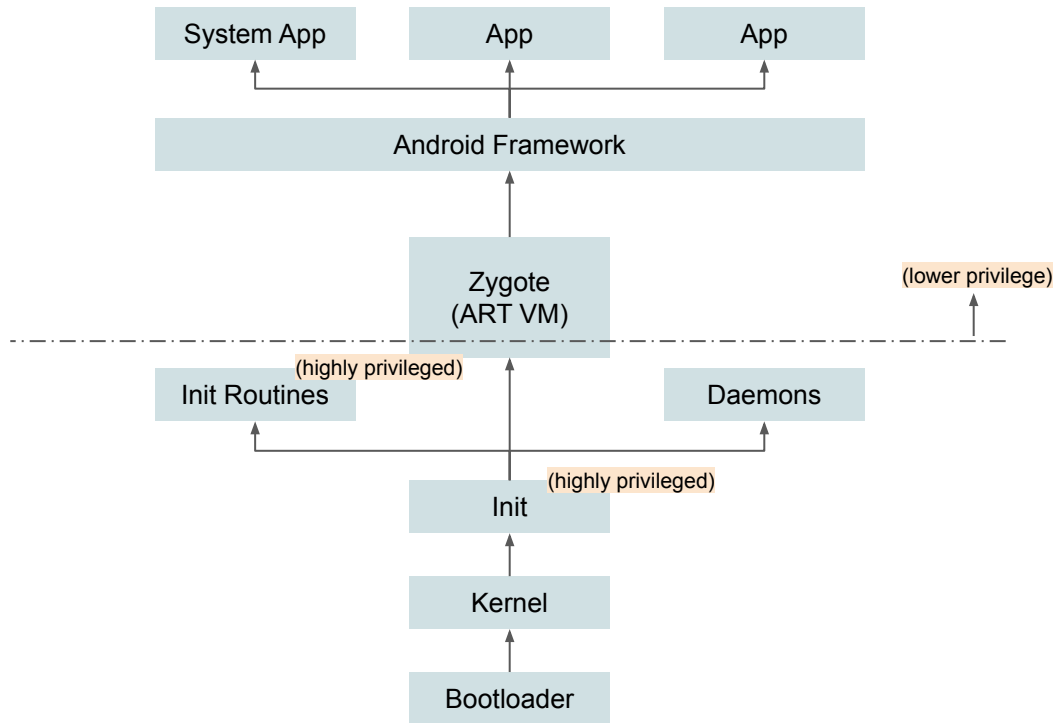 System App
App
App
Android Framework
Zygote
(ART VM)
(lower privilege)
(highly privileged)
Init Routines
Daemons
(highly privileged)
Init
Kernel
Bootloader